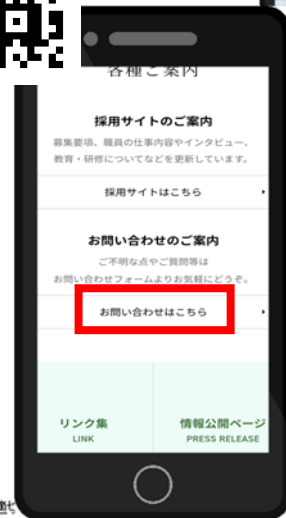 各種ご案内
採用サイトのご案内
募集要項、職員の仕事内容やインタビュー、
教育・研修についてなどを更新しています。
採用サイトはこちら
お問い合わせのご案内
ご不明な点やご質問等は
お問い合わせフォームよりお気軽にどうぞ。
お問い合わせはこちら
リンク集
LINK
情報公開ページ
PRESS RELEASE